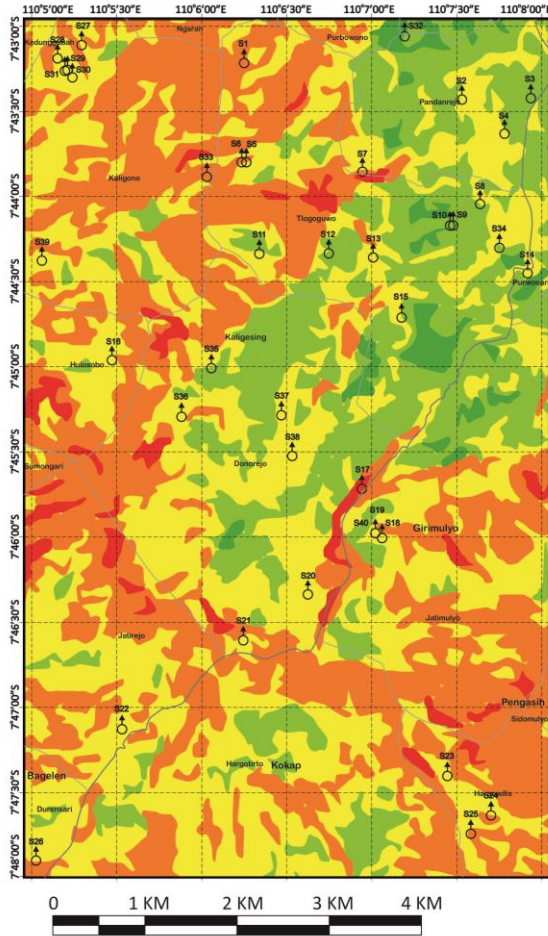 110°5'00"E 110°5'30"E 110°6'00"E 110°6'30"E 110°7'00"E 110°7'30"E 110°8'00"E
7°43'00"S
S27
Ngaran
Purbowono
S32
S28
S1
S29
S30
S31
S2
S3
Pandanrejo
7°43'30"S
S4
S6 S5
S7
S33
Kaligono
7°44'00"S
S8
Tlogoguwo
S10 S9
S11
S12
S13
S34
S39
S14
7°44'30"S
Purwosari
S15
Kaligesing
S16
S35
Hulosobo
7°45'00"S
S36
S37
S38
7°45'30"S
Somongari
Donorejo
S17
S19
S40 S18
Girimulyo
7°46'00"S
S20
S21
7°46'30"S
Jatirejo
Jatimulyo
7°47'00"S
Pengasih
S22
Sidomulyo
Hargotirto
Kokap
S23
Bagelen
7°47'30"S
S24
Durensari
S25
S26
7°48'00"S
0 1 KM 2 KM 3 KM 4 KM